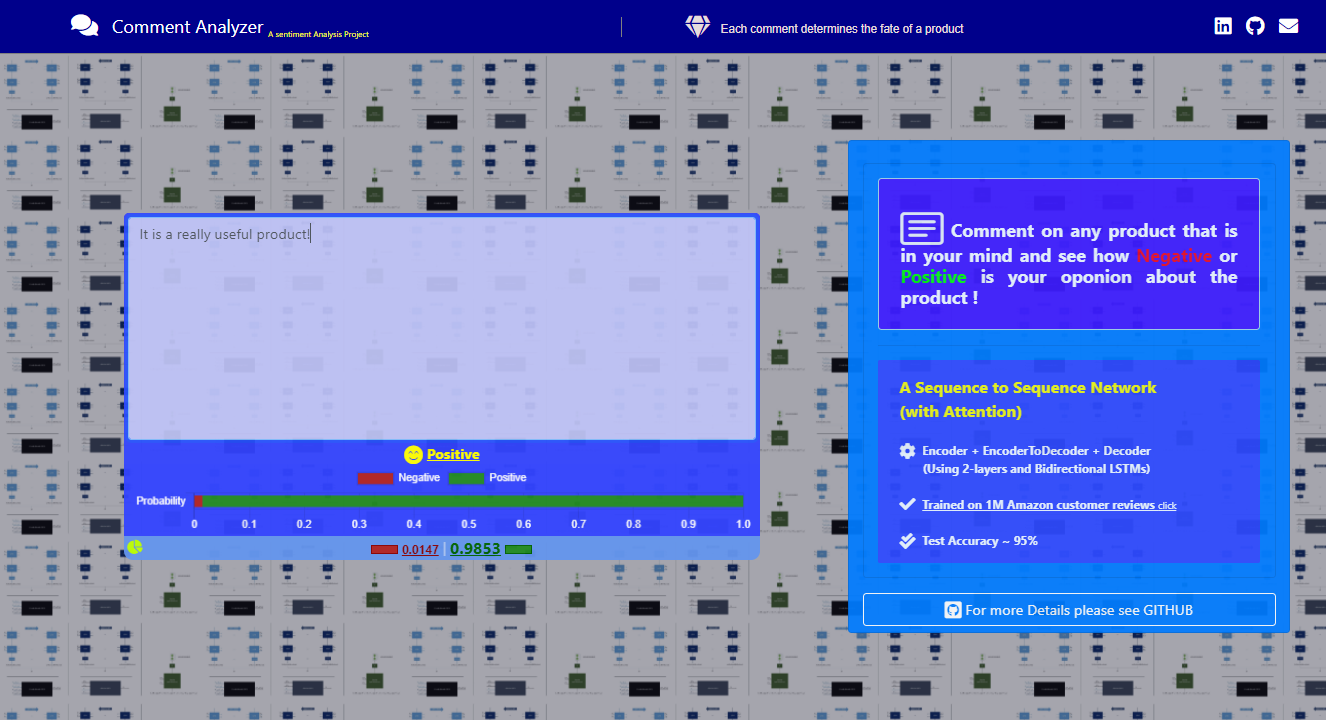 Comment Analyzer A sentiment Analysis Project
Each comment determines the fate of a product
It is a really useful product!
Positive
Negative Positive
Probability
0 0.1 0.2 0.3 0.4 0.5 0.6 0.7 0.8 0.9 1.0
0.0147 | 0.9853
Comment on any product that is
in your mind and see how Negative or
Positive is your oponion about the
product !
A Sequence to Sequence Network
(with Attention)
Encoder + EncoderToDecoder + Decoder
(Using 2-layers and Bidirectional LSTMs)
Trained on 1M Amazon customer reviews click
Test Accuracy ~ 95%
For more Details please see GITHUB